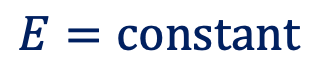 E = constant